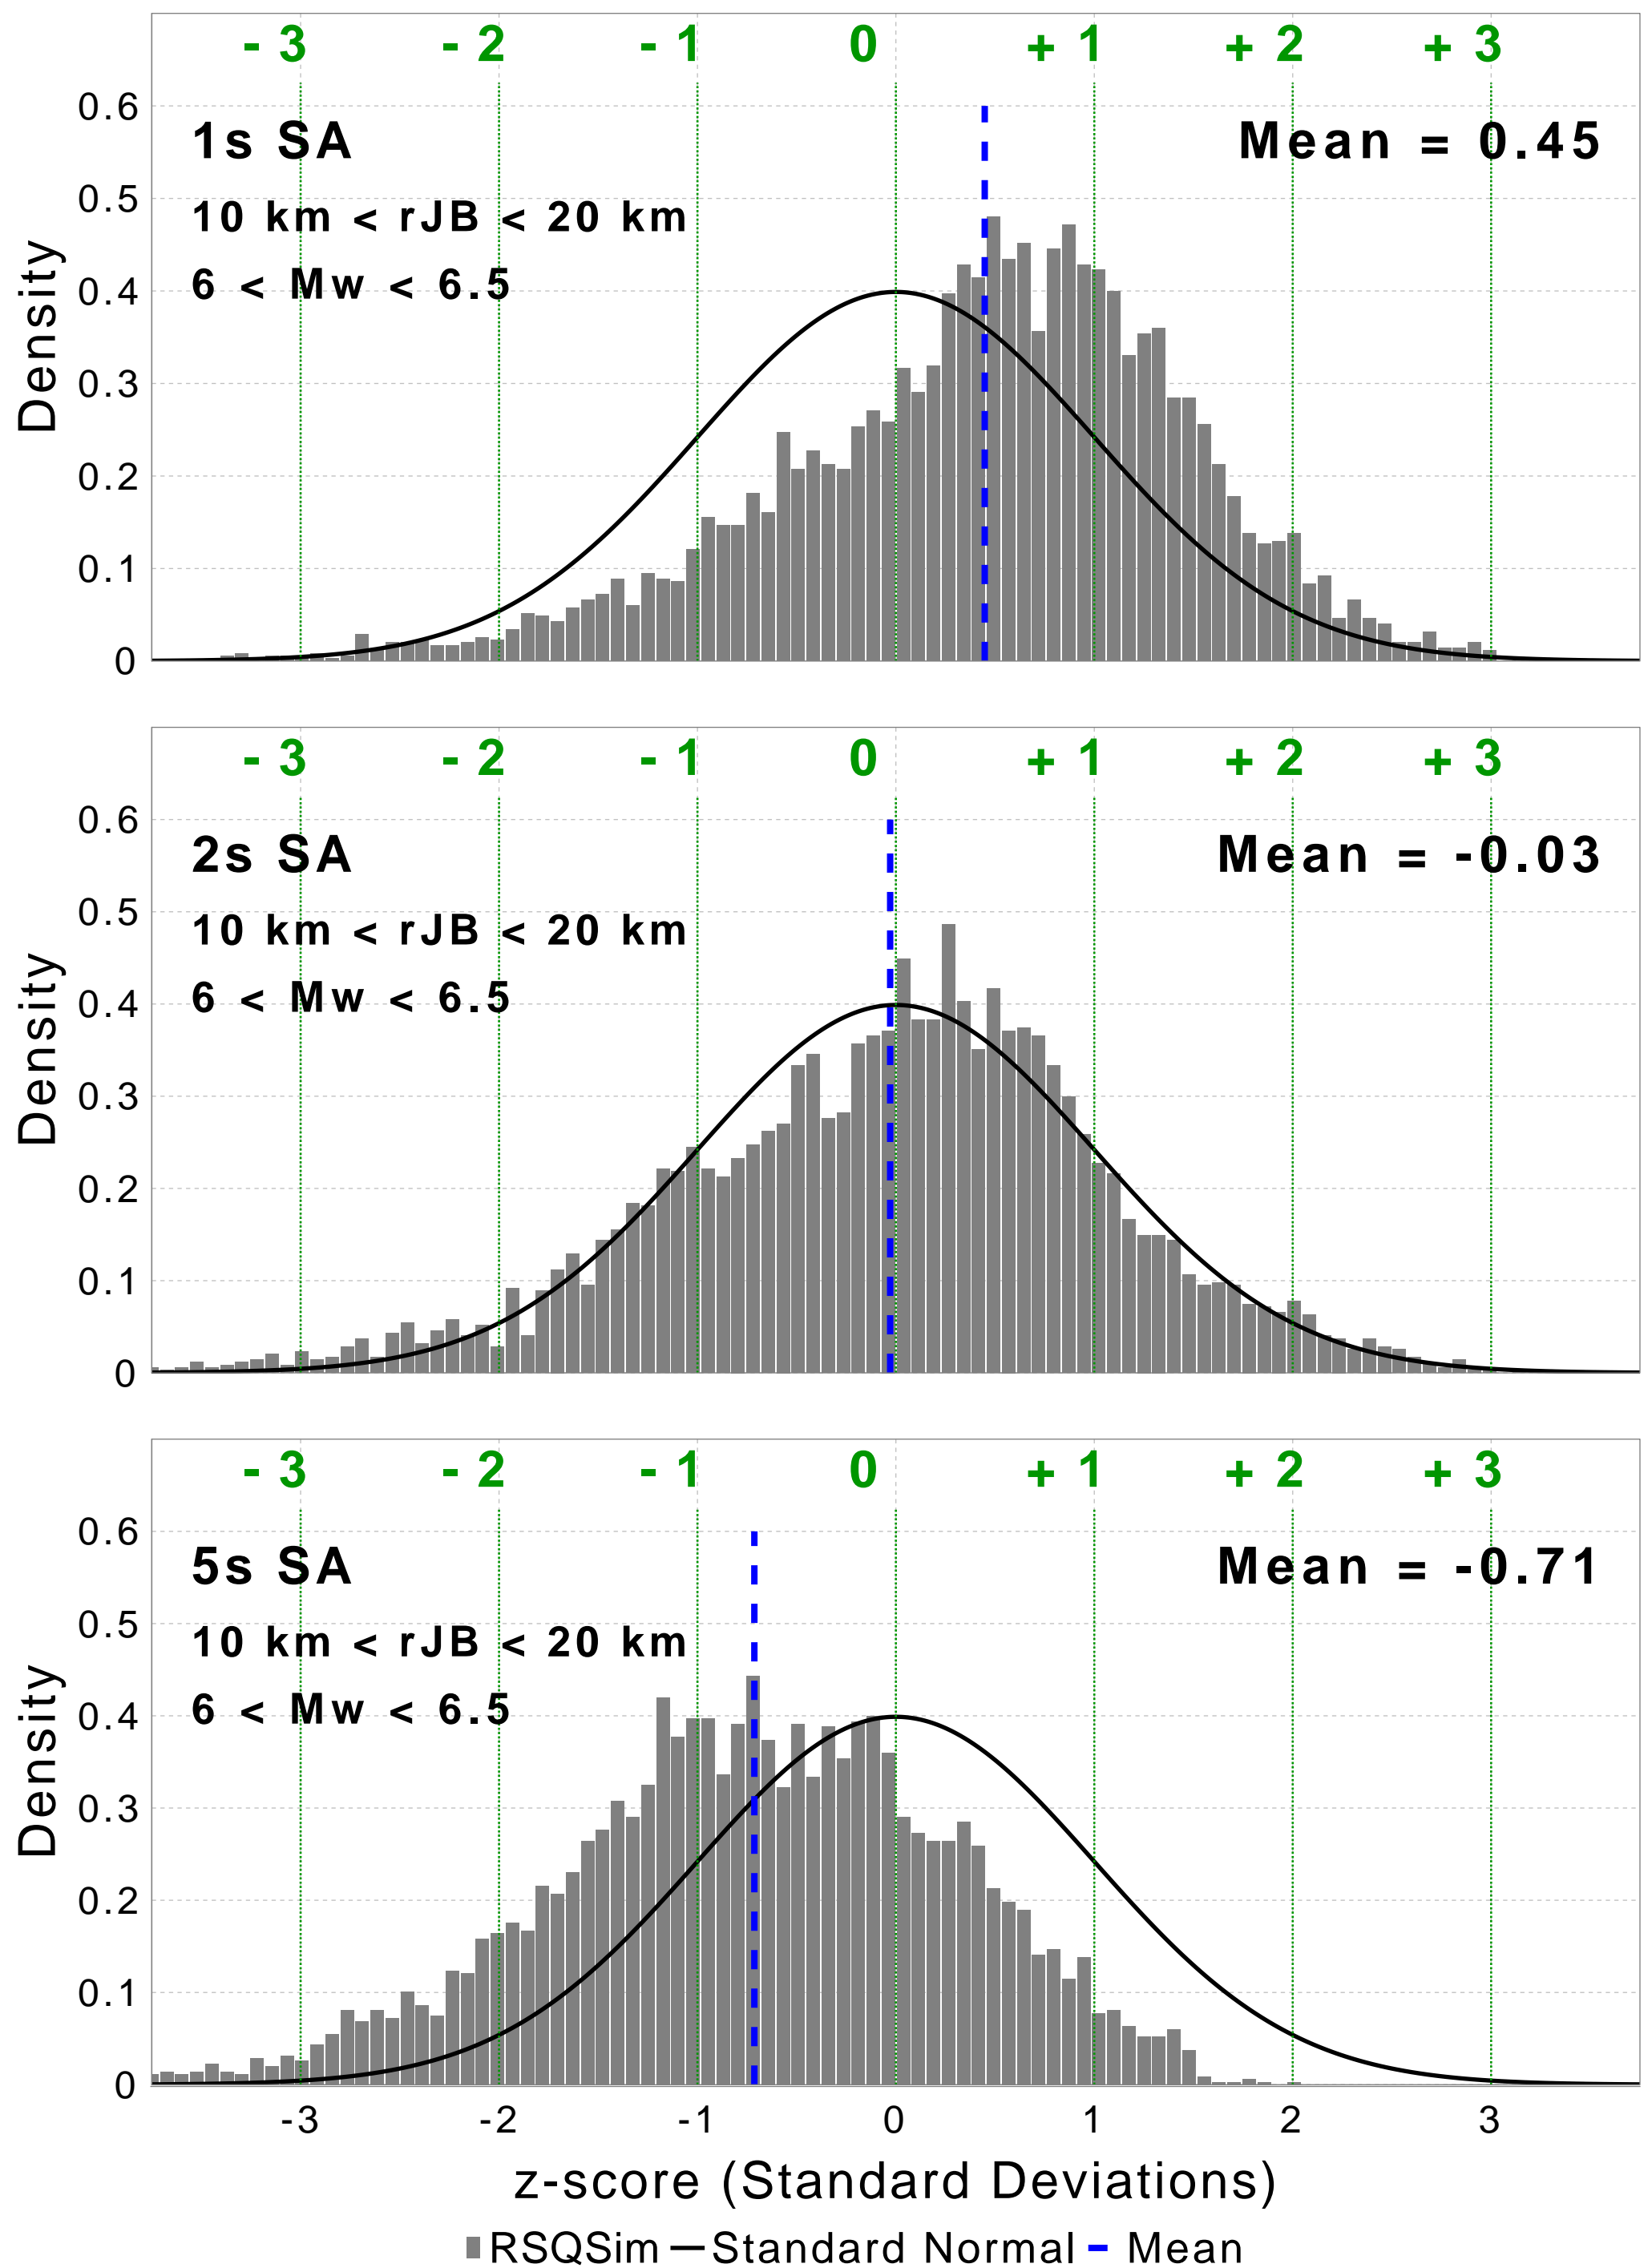 - 3 - 2 - 1 0 + 1 + 2 + 3
0.6
1s SA Mean = 0.45
0.5
10 km < rJB < 20 km
0.4
6 < Mw < 6.5
Density
0.3
0.2
0.1
0
- 3 - 2 - 1 0 + 1 + 2 + 3
0.6
2s SA Mean = -0.03
0.5
10 km < rJB < 20 km
0.4
6 < Mw < 6.5
Density
0.3
0.2
0.1
0
- 3 - 2 - 1 0 + 1 + 2 + 3
0.6
5s SA Mean = -0.71
0.5
10 km < rJB < 20 km
0.4
6 < Mw < 6.5
Density
0.3
0.2
0.1
0
-3 -2 -1 0 1 2 3
z-score (Standard Deviations)
RSQSim Standard Normal Mean